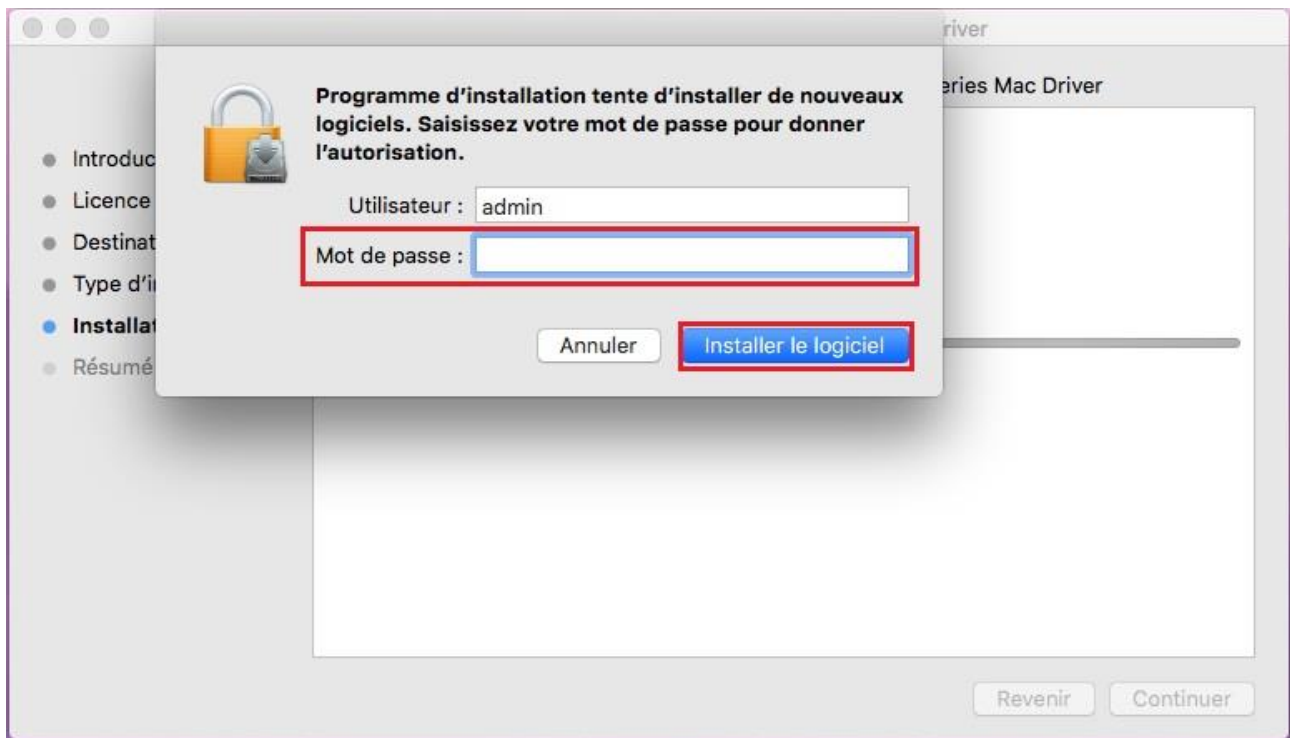 river
eries Mac Driver
Programme d'installation tente d'installer de nouveaux
logiciels. Saisissez votre mot de passe pour donner
l'autorisation.
Utilisateur : admin
Mot de passe :
Annuler
Installer le logiciel
Introduc
Licence
Destinat
Type d'i
Installat
Résumé
Revenir
Continuer